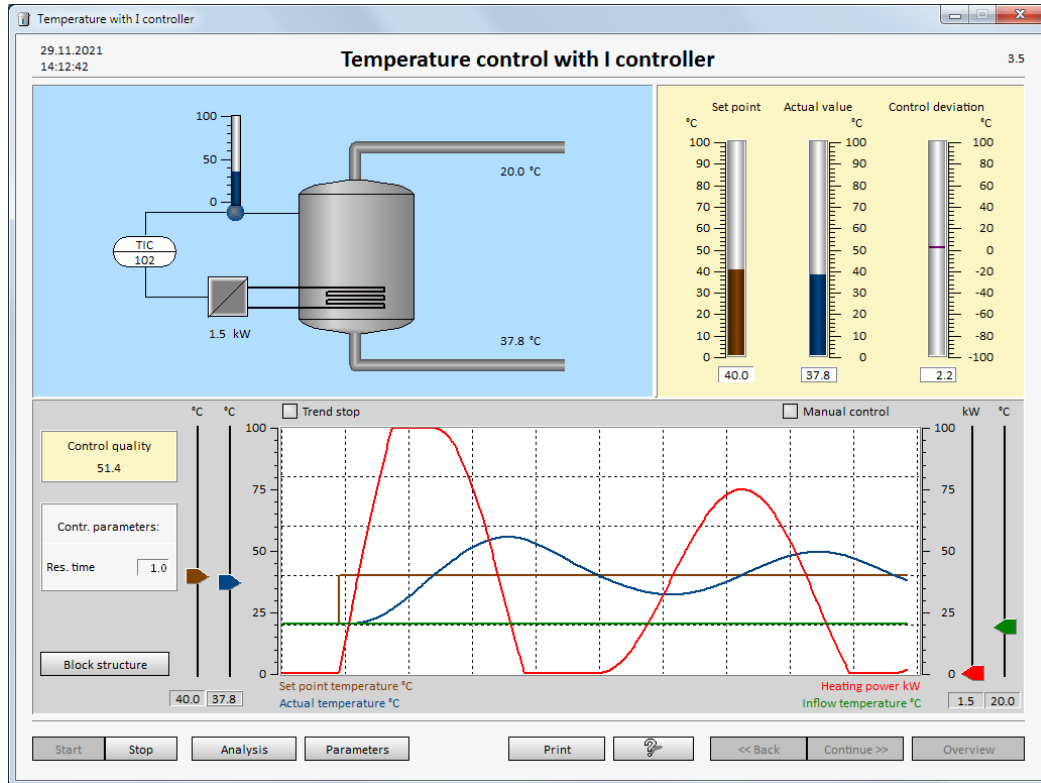 Temperature with I controller
29.11.2021
14:12:42
Temperature control with I controller
3.5
100
50
0
20.0 °C
TIC
102
1.5 kW
37.8 °C
Set point Actual value Control deviation
°C °C °C
100 100 100
90 90 80
80 80 60
70 70 40
60 60 20
50 50 0
40 40 -20
30 30 -40
20 20 -60
10 10 -80
0 0 -100
40.0 37.8 2.2
°C °C Trend stop Manual control kW °C
Control quality
51.4
Contr. parameters:
Res. time 1.0
Block structure
100 100
75 75
50 50
25 25
0 0
40.0 37.8
Set point temperature °C Heating power kW
Actual temperature °C Inflow temperature °C
1.5 20.0
Start Stop Analysis Parameters Print ? << Back Continue >> Overview